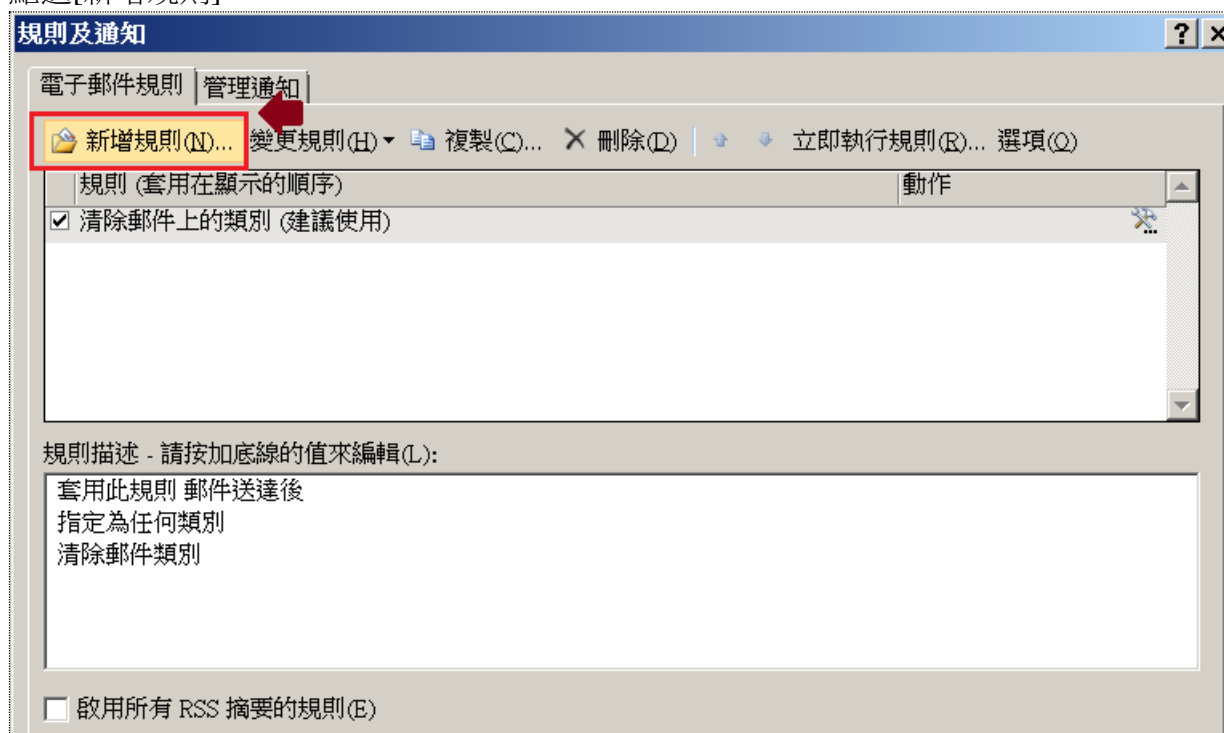 點選[新增規則]
規則及通知
電子郵件規則 管理通知
新增規則(N)... 變更規則(H) 複製(C)... 刪除(D) 立即執行規則(R)... 選項(O)
規則 (套用在顯示的順序) 動作
清除郵件上的類別 (建議使用)
規則描述 - 請按加底線的值來編輯(L):
套用此規則 郵件送達後
指定為任何類別
清除郵件類別
啟用所有 RSS 摘要的規則(E)